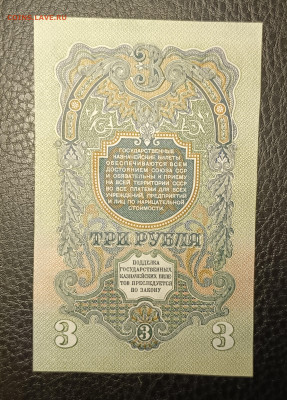 COINSS.LAVE.RU
3
ГОСУДАРСТВЕННЫЕ
КАЗНАЧЕЙСКИЕ БИЛЕТЫ
ОБЕСПЕЧИВАЮТСЯ ВСЕМ
ДОСТОЯНИЕМ СОЮЗА ССР
И ОБЯЗАТЕЛЬНЫ К ПРИЕМУ
НА ВСЕЙ ТЕРРИТОРИИ СССР
ВО ВСЕ ПЛАТЕЖИ ДЛЯ ВСЕХ
УЧРЕЖДЕНИЙ, ПРЕДПРИЯТИЙ
И ЛИЦ ПО НАРИЦАТЕЛЬНОЙ
СТОИМОСТИ.
ТРИ РУБЛЯ
ПОДДЕЛКА
ГОСУДАРСТВЕННЫХ
КАЗНАЧЕЙСКИХ БИЛЕ
ТОВ ПРЕСЛЕДУЕТСЯ
ПО ЗАКОНУ
3 3 3